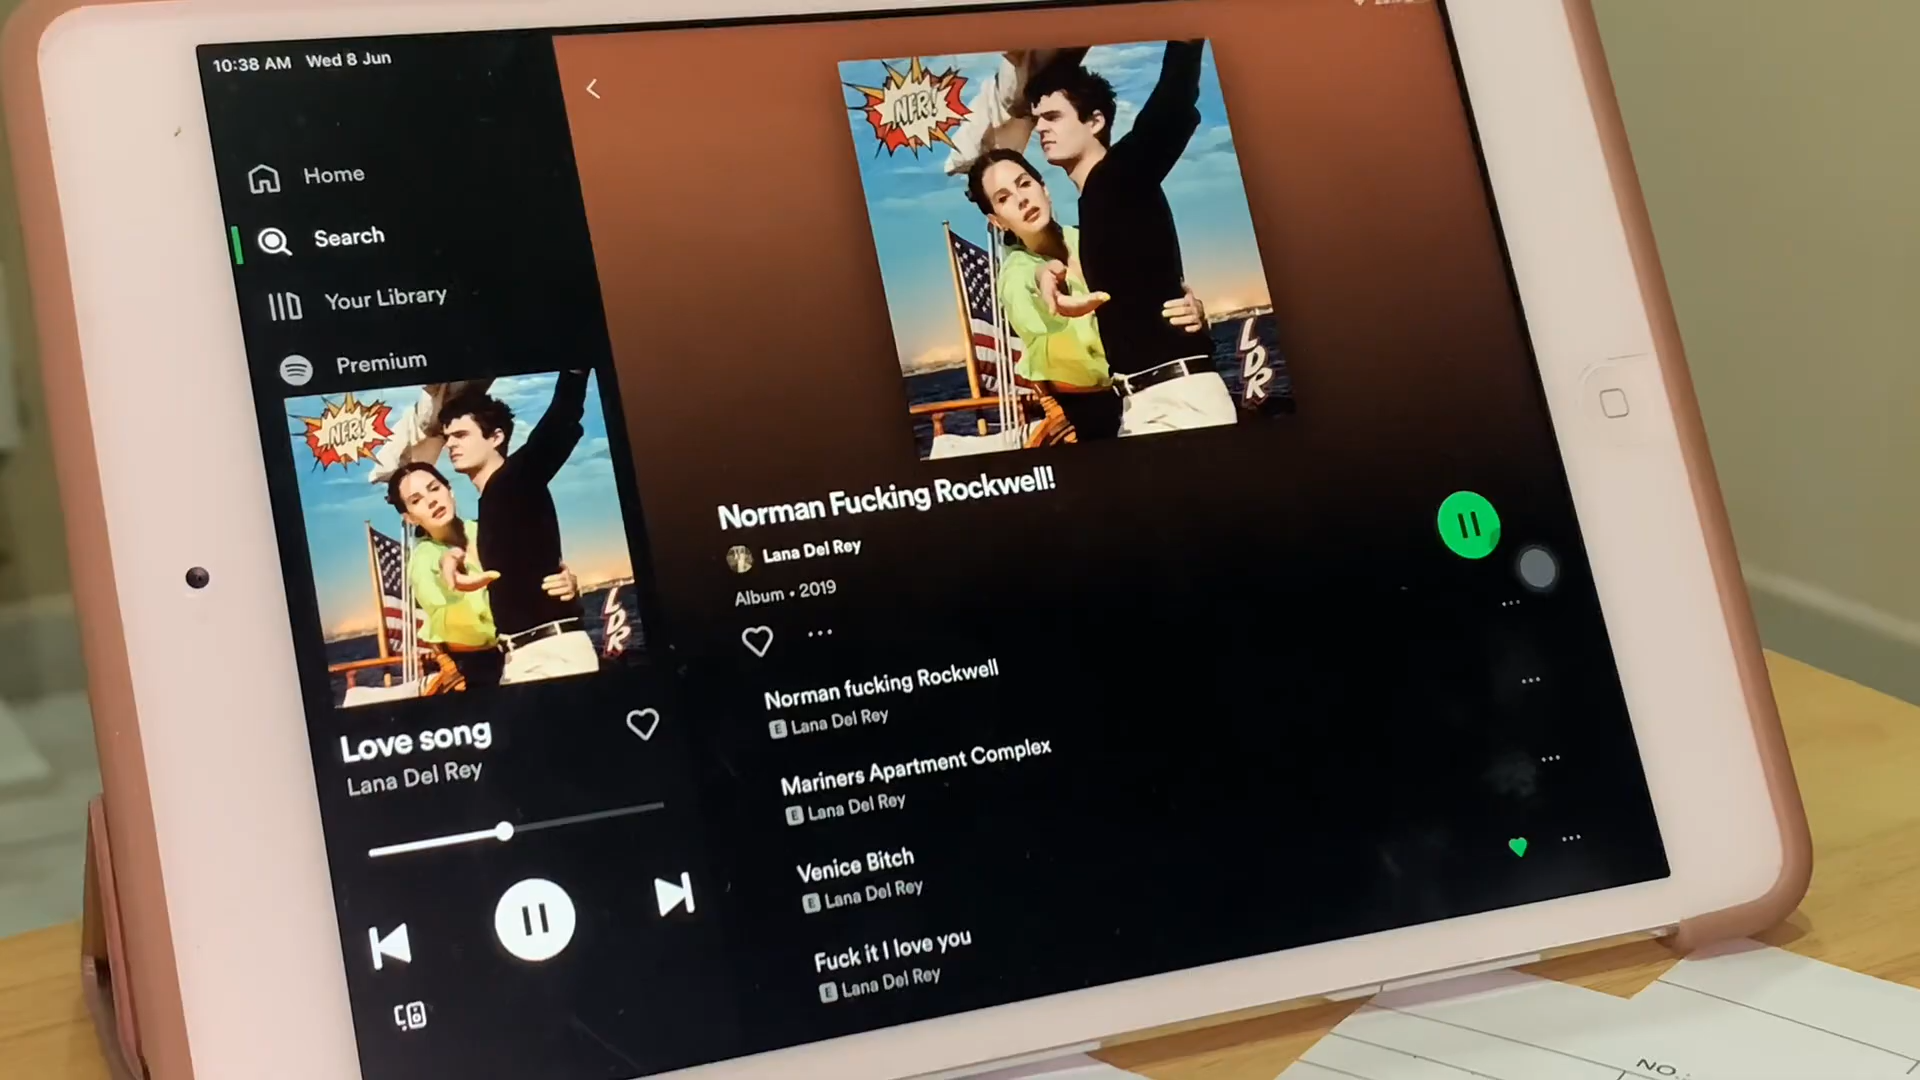 10:38 AM Wed 8 Jun
Home
Search
Your Library
Premium
NFR!
LDR
Love song
Lana Del Rey
NFR!
LDR
Norman Fucking Rockwell!
Lana Del Rey
Album • 2019
Norman fucking Rockwell
E Lana Del Rey
Mariners Apartment Complex
E Lana Del Rey
Venice Bitch
E Lana Del Rey
Fuck it I love you
E Lana Del Rey
NO.: